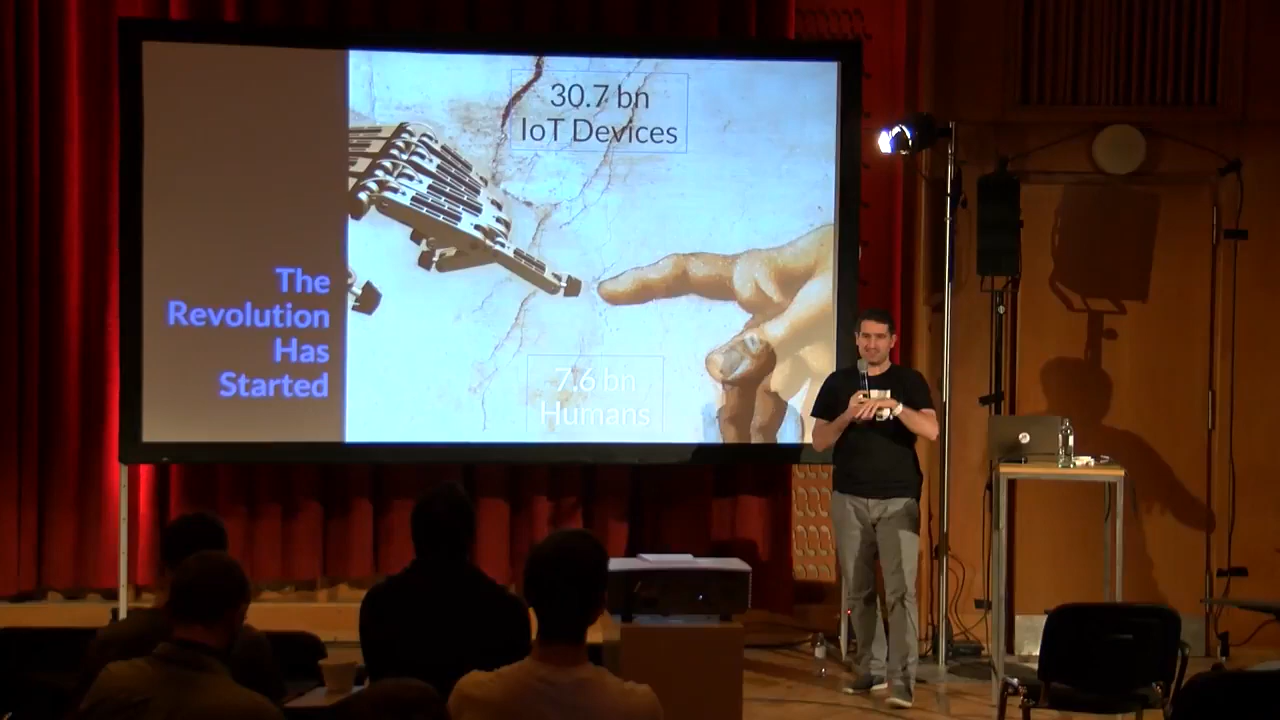 The
Revolution
Has
Started
30.7 bn
IoT Devices
7.6 bn
Humans